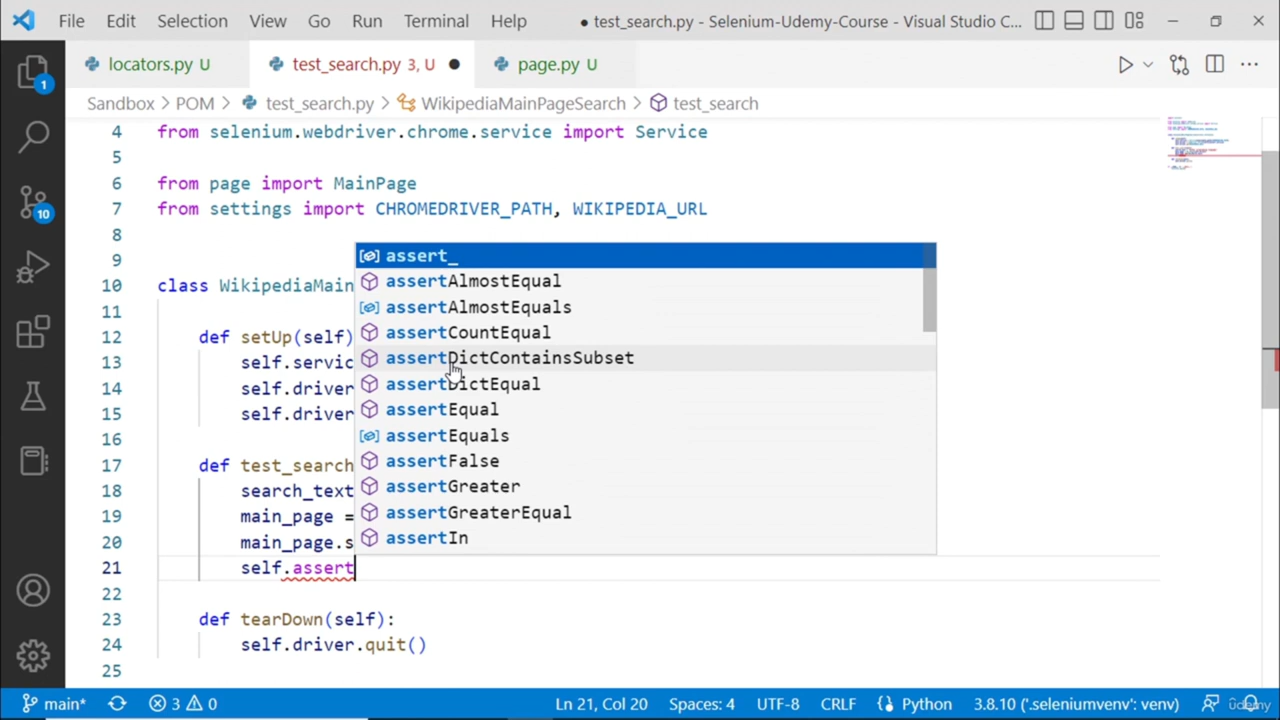 File Edit Selection View Go Run Terminal Help ● test_search.py - Selenium-Udemy-Course - Visual Studio C...
locators.py U test_search.py 3, U ● page.py U
Sandbox > POM > test_search.py > WikipediaMainPageSearch > test_search
4 from selenium.webdriver.chrome.service import Service
5
6 from page import MainPage
7 from settings import CHROMEDRIVER_PATH, WIKIPEDIA_URL
8
9
assert_
assertAlmostEqual
10 class WikipediaMain
11
assertAlmostEquals
assertCountEqual
12 def setUp(self)
assertDictContainsSubset
13 self.servic
assertDictEqual
14 self.driver
assertEqual
15 self.driver
assertEquals
16
assertFalse
17 def test_search
assertGreater
18 search_text
assertGreaterEqual
19 main_page =
assertIn
20 main_page.s
21 self.assert
22
23 def tearDown(self):
24 self.driver.quit()
25
1
10
main* 3 0 Ln 21, Col 20 Spaces: 4 UTF-8 CRLF Python 3.8.10 ('.seleniumvenv': venv)
udemy